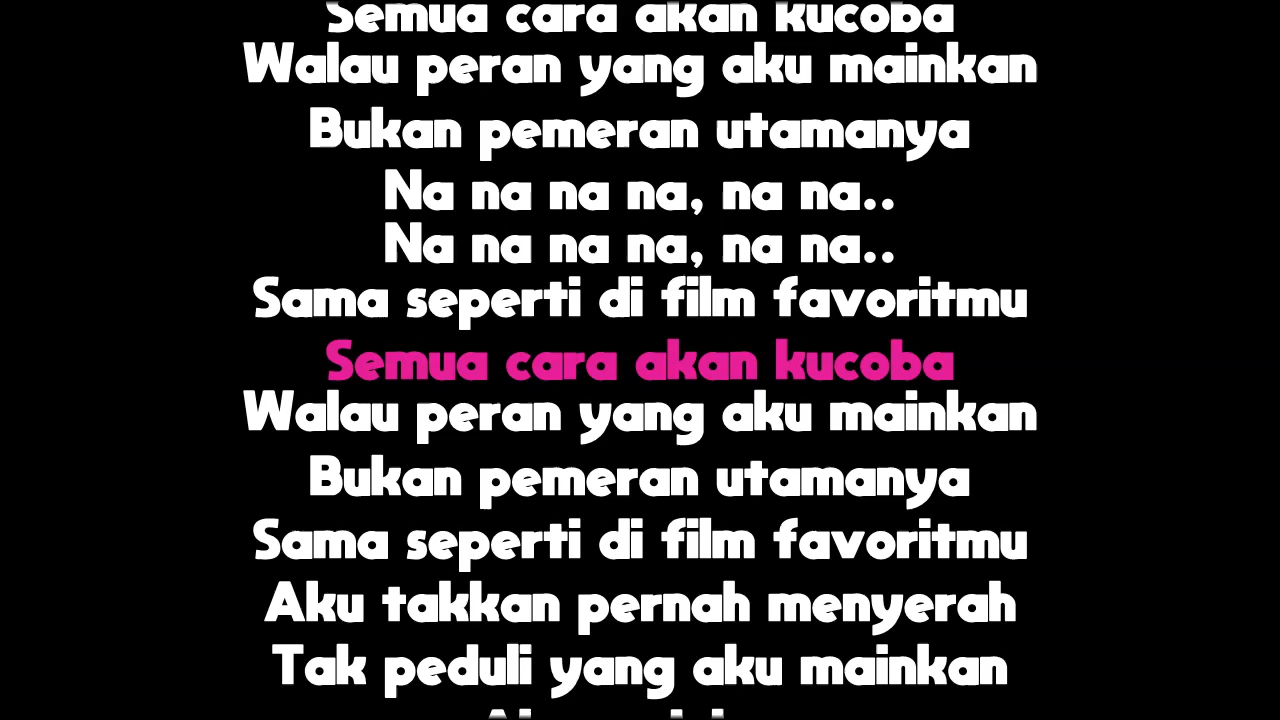 Semua cara akan kucoba
Walau peran yang aku mainkan
Bukan pemeran utamanya
Na na na na, na na..
Na na na na, na na..
Sama seperti di film favoritmu
Semua cara akan kucoba
Walau peran yang aku mainkan
Bukan pemeran utamanya
Sama seperti di film favoritmu
Aku takkan pernah menyerah
Tak peduli yang aku mainkan